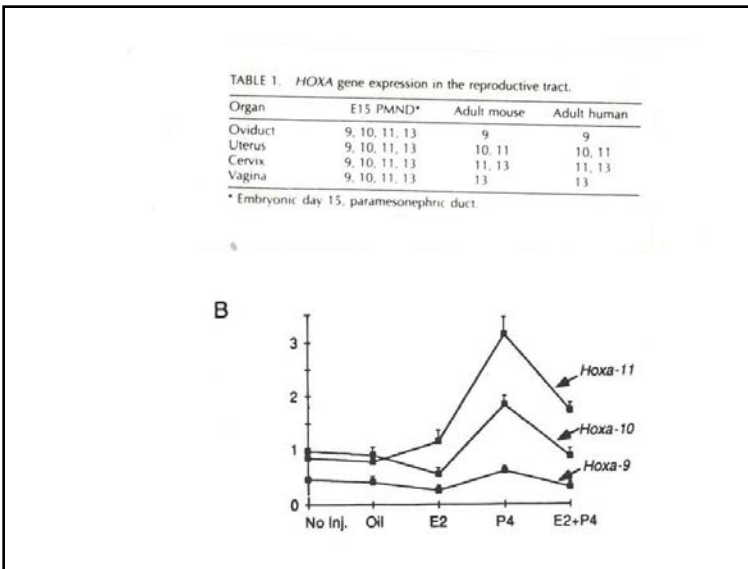 TABLE 1. HOXA gene expression in the reproductive tract.
Organ E15 PMND* Adult mouse Adult human
Oviduct 9, 10, 11, 13 9 9
Uterus 9, 10, 11, 13 10, 11 10, 11
Cervix 9, 10, 11, 13 11, 13 11, 13
Vagina 9, 10, 11, 13 13 13
* Embryonic day 15, paramesonephric duct.
B
3
2
1
0
Hoxa-11
Hoxa-10
Hoxa-9
No Inj. Oil E2 P4 E2+P4